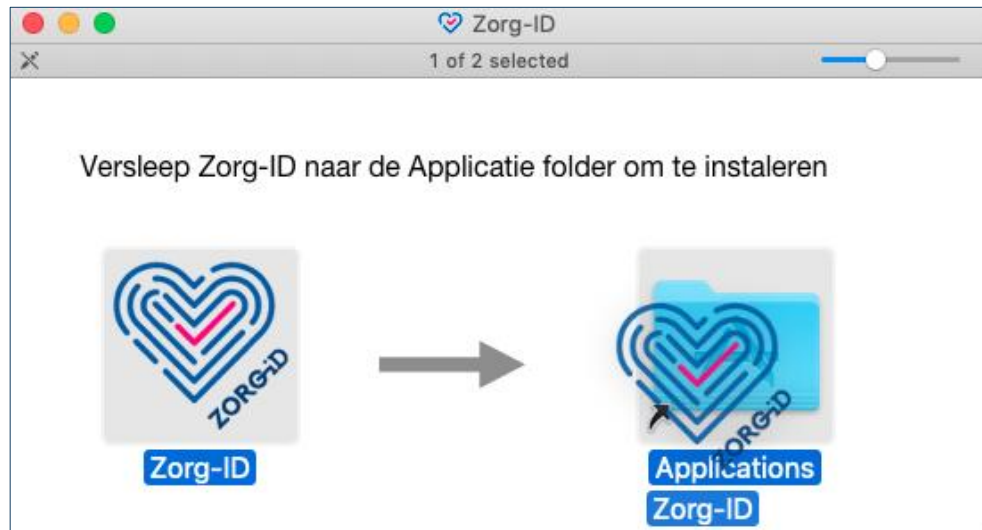 Zorg-ID
1 of 2 selected
Versleep Zorg-ID naar de Applicatie folder om te instaleren
ZORG-iD
ZORG-iD
Zorg-ID
Applications
Zorg-ID